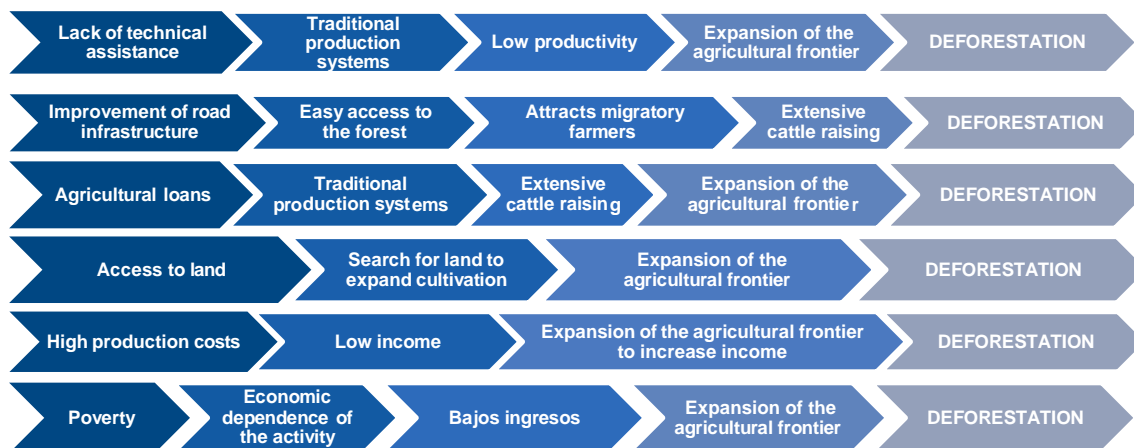 Lack of technical
assistance
Traditional
production
systems
Low productivity
Expansion of the
agricultural frontier
DEFORESTATION
Improvement of road
infrastructure
Easy access to
the forest
Attracts migratory
farmers
Extensive
cattle raising
DEFORESTATION
Agricultural loans
Traditional
production systems
Extensive
cattle raising
Expansion of the
agricultural frontier
DEFORESTATION
Access to land
Search for land to
expand cultivation
Expansion of the
agricultural frontier
DEFORESTATION
High production costs
Low income
Expansion of the agricultural frontier
to increase income
DEFORESTATION
Poverty
Economic
dependence of
the activity
Bajos ingresos
Expansion of the
agricultural frontier
DEFORESTATION